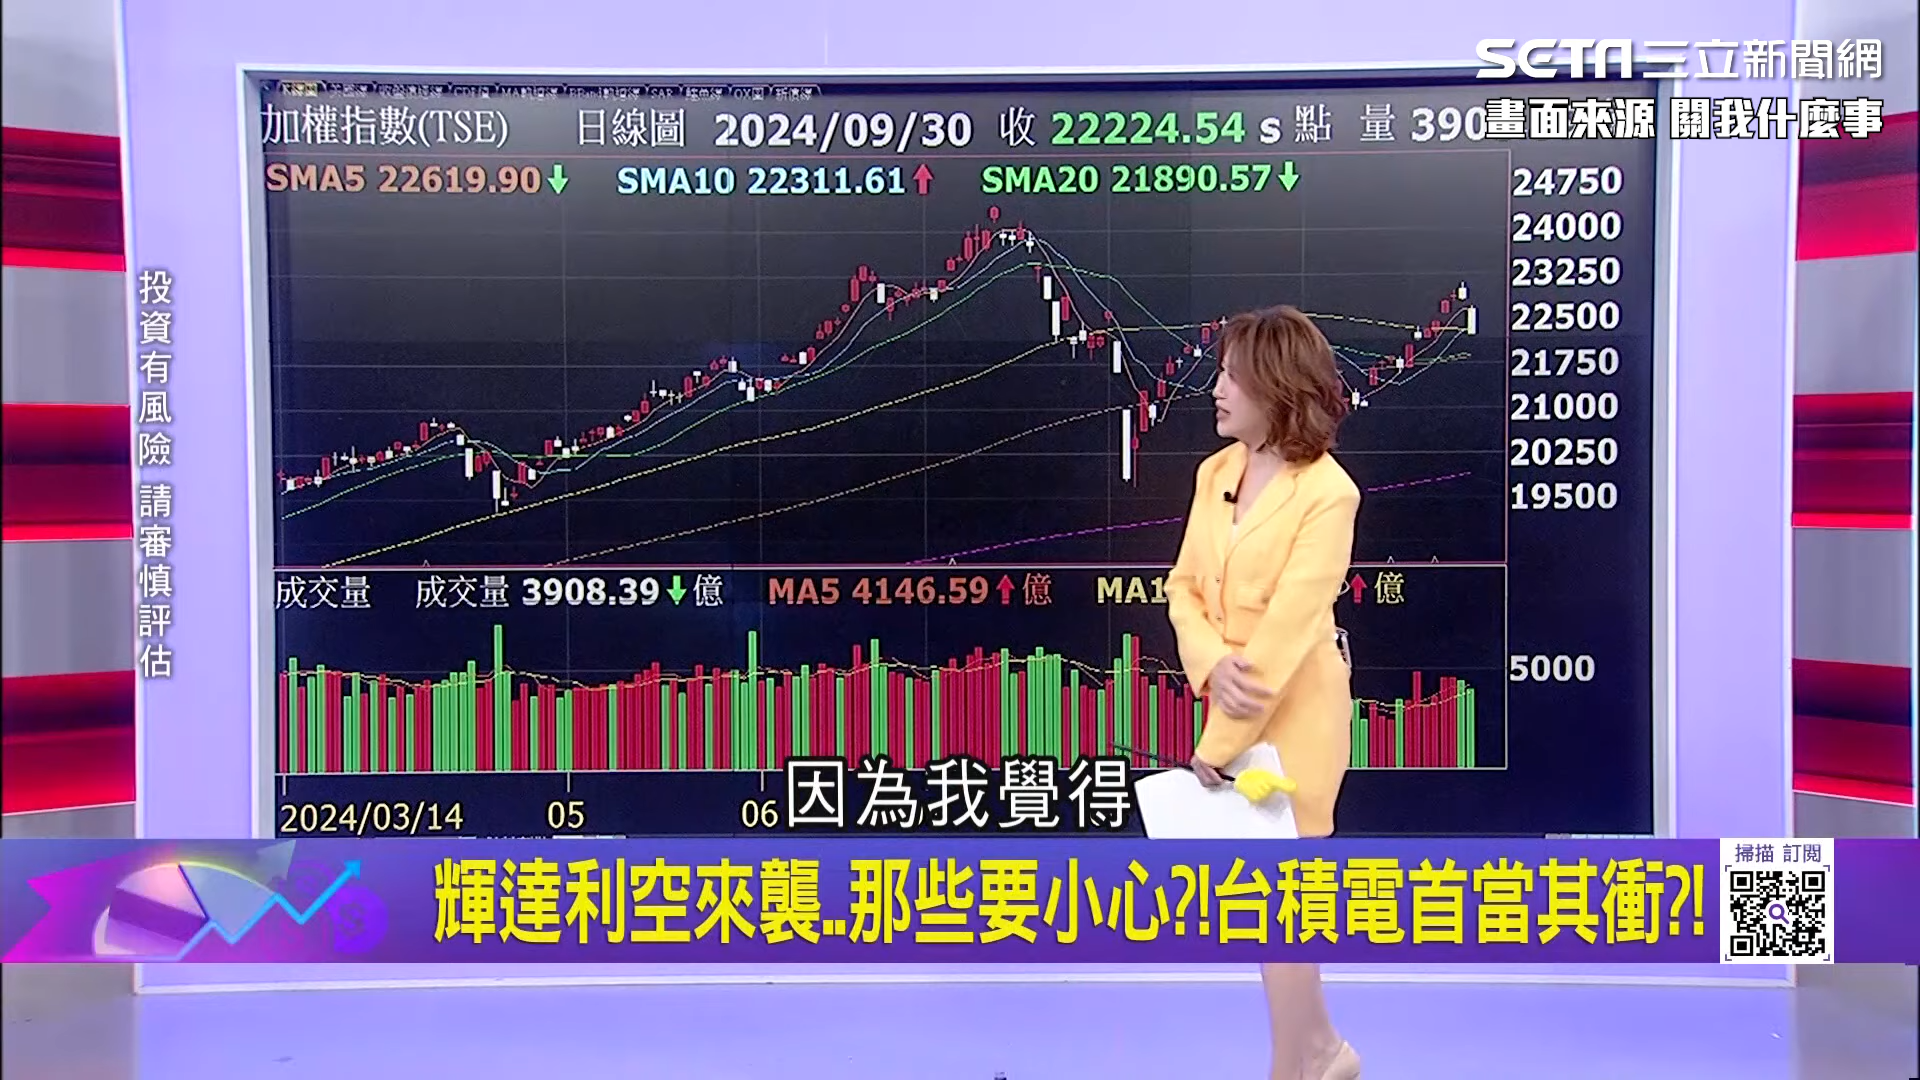 SETN三立新聞網
畫面來源 關我什麼事
加權指數(TSE) 日線圖 2024/09/30 收 22224.54 s 點 量 390
SMA5 22619.90↓ SMA10 22311.61↑ SMA20 21890.57↓
24750
24000
23250
22500
21750
21000
20250
19500
投資有風險 請審慎評估
成交量 成交量 3908.39↓億 MA5 4146.59↑億 MA1 ↑億
5000
2024/03/14 05 06
因為我覺得
輝達利空來襲..那些要小心?!台積電首當其衝?!
掃描 訂閱